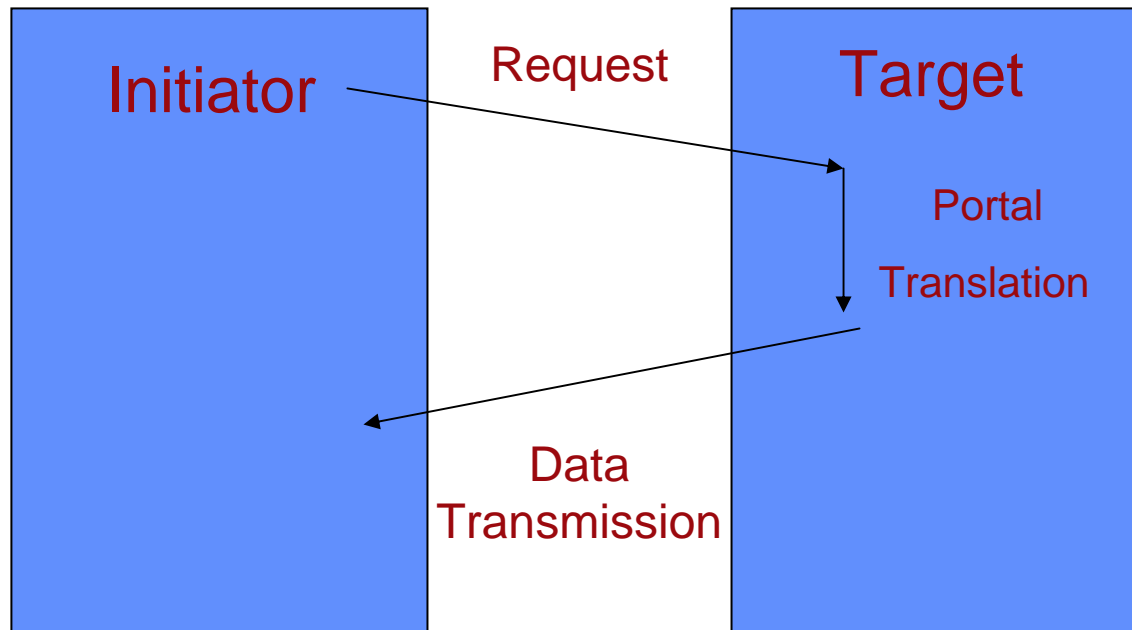 Initiator
Request
Target
Portal
Translation
Data
Transmission